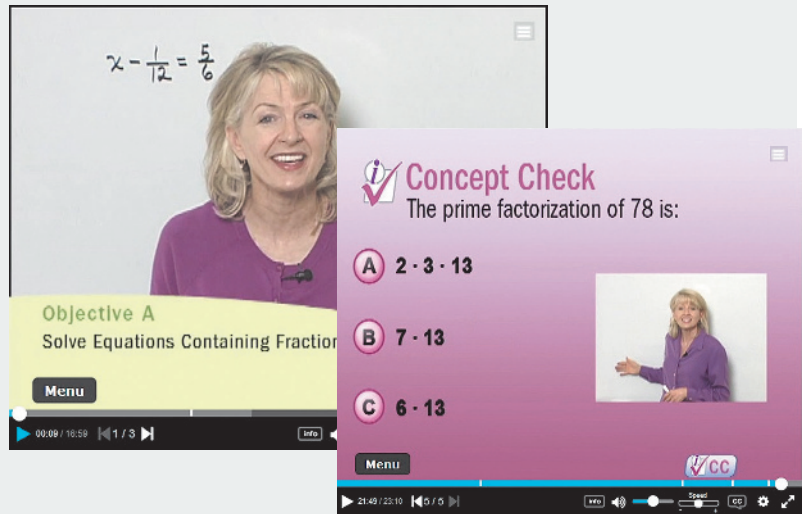 x - 1/12 = 5/6
Objective A
Solve Equations Containing Fraction
Menu
00:09 / 16:59 1 / 3 info
i Concept Check
The prime factorization of 78 is:
A 2 · 3 · 13
B 7 · 13
C 6 · 13
Menu
i CC
21:49 / 23:10 5 / 5 info Speed - + CC